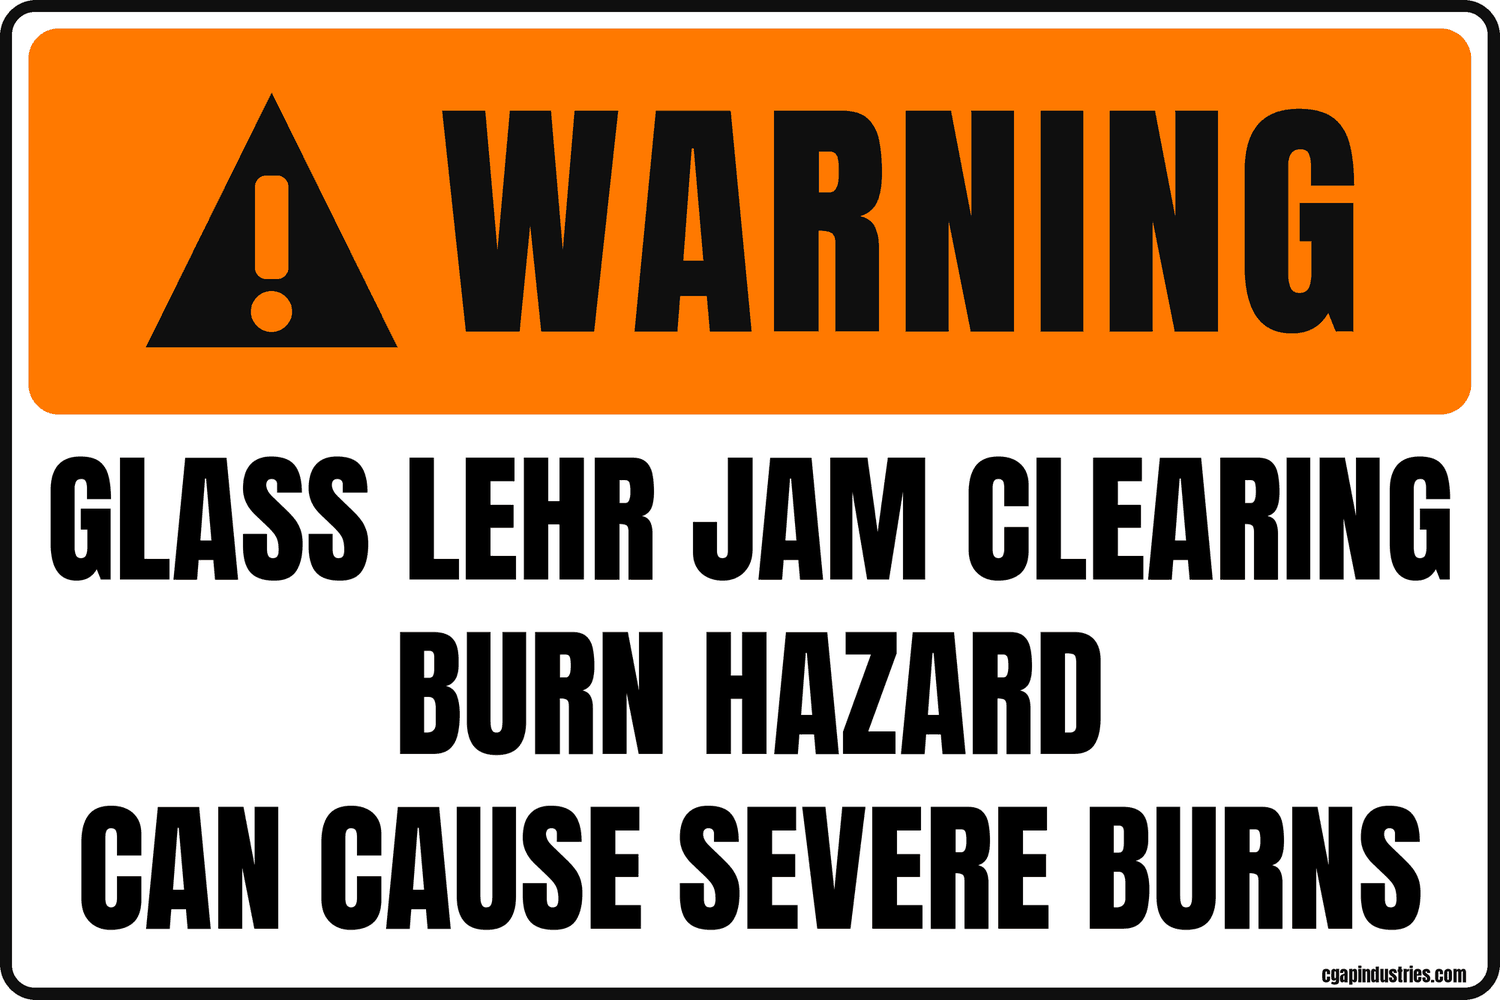 WARNING
GLASS LEHR JAM CLEARING
BURN HAZARD
CAN CAUSE SEVERE BURNS
cgapindustries.com